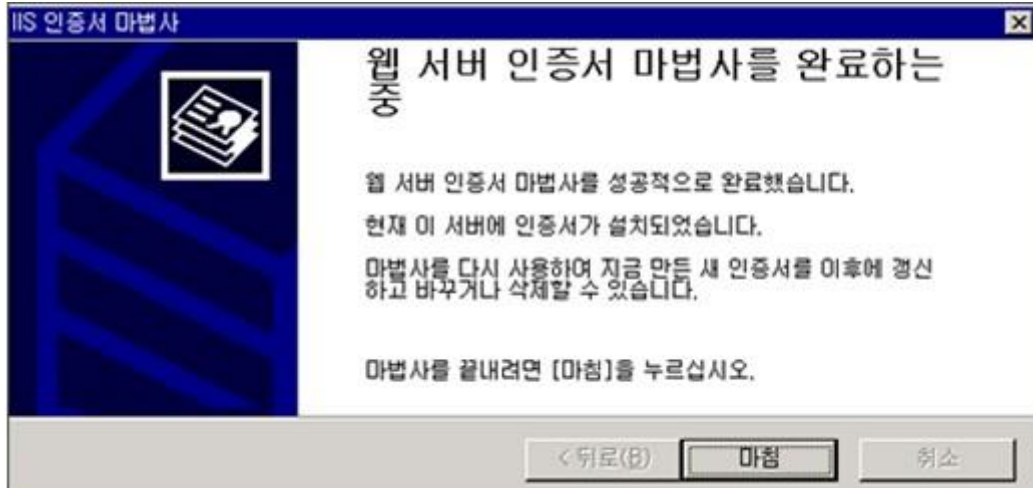 IIS 인증서 마법사
웹 서버 인증서 마법사를 완료하는
중
웹 서버 인증서 마법사를 성공적으로 완료했습니다.
현재 이 서버에 인증서가 설치되었습니다.
마법사를 다시 사용하여 지금 만든 새 인증서를 이후에 갱신
하고 바꾸거나 삭제할 수 있습니다.
마법사를 끝내려면 [마침]을 누르십시오.
< 뒤로(B) 마침 취소